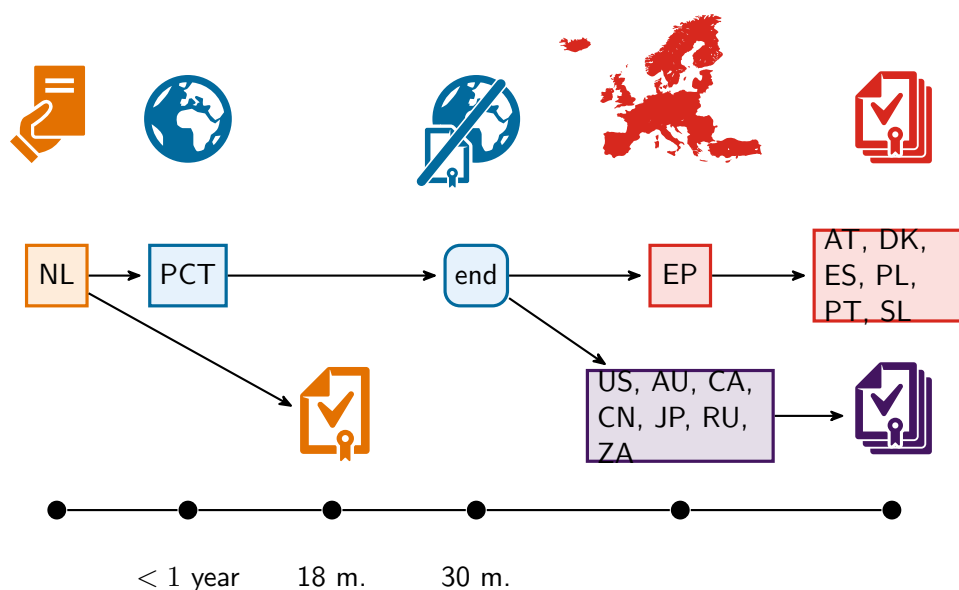 NL
PCT
end
EP
AT, DK,
ES, PL,
PT, SL
US, AU, CA,
CN, JP, RU,
ZA
< 1 year
18 m.
30 m.